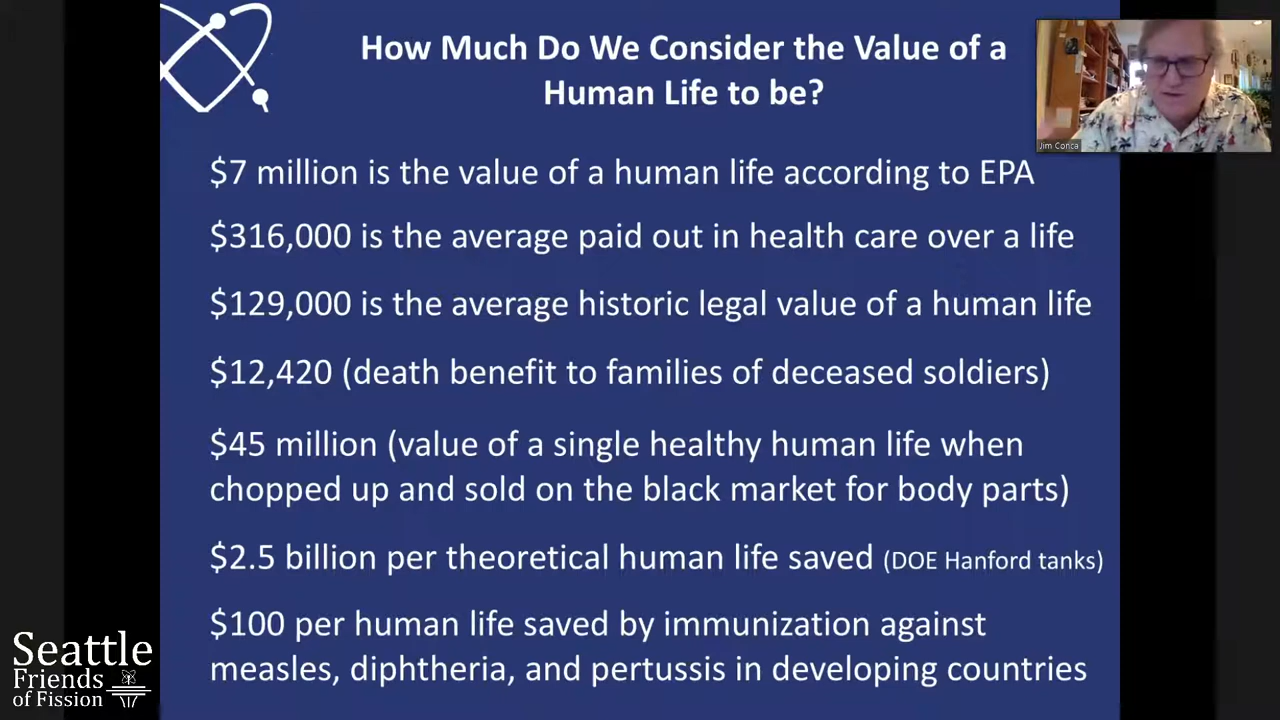 How Much Do We Consider the Value of a
Human Life to be?
Jim Conca
$7 million is the value of a human life according to EPA
$316,000 is the average paid out in health care over a life
$129,000 is the average historic legal value of a human life
$12,420 (death benefit to families of deceased soldiers)
$45 million (value of a single healthy human life when
chopped up and sold on the black market for body parts)
$2.5 billion per theoretical human life saved (DOE Hanford tanks)
$100 per human life saved by immunization against
measles, diphtheria, and pertussis in developing countries
Seattle
Friends
of Fission